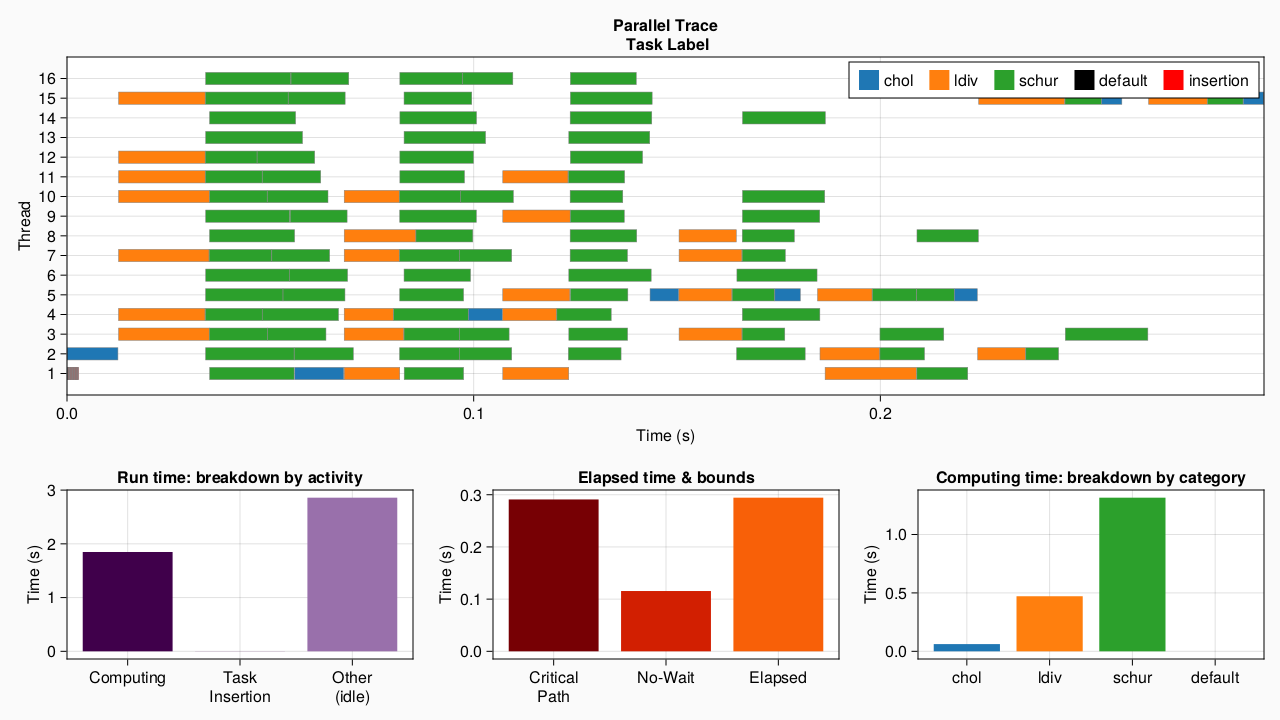 Parallel Trace
Task Label
chol ldiv schur default insertion
Thread
16
15
14
13
12
11
10
9
8
7
6
5
4
3
2
1
0.0 0.1 0.2
Time (s)
Run time: breakdown by activity
Time (s)
3
2
1
0
Computing Task Insertion Other (idle)
Elapsed time & bounds
Time (s)
0.3
0.2
0.1
0.0
Critical Path No-Wait Elapsed
Computing time: breakdown by category
Time (s)
1.0
0.5
0.0
chol ldiv schur default